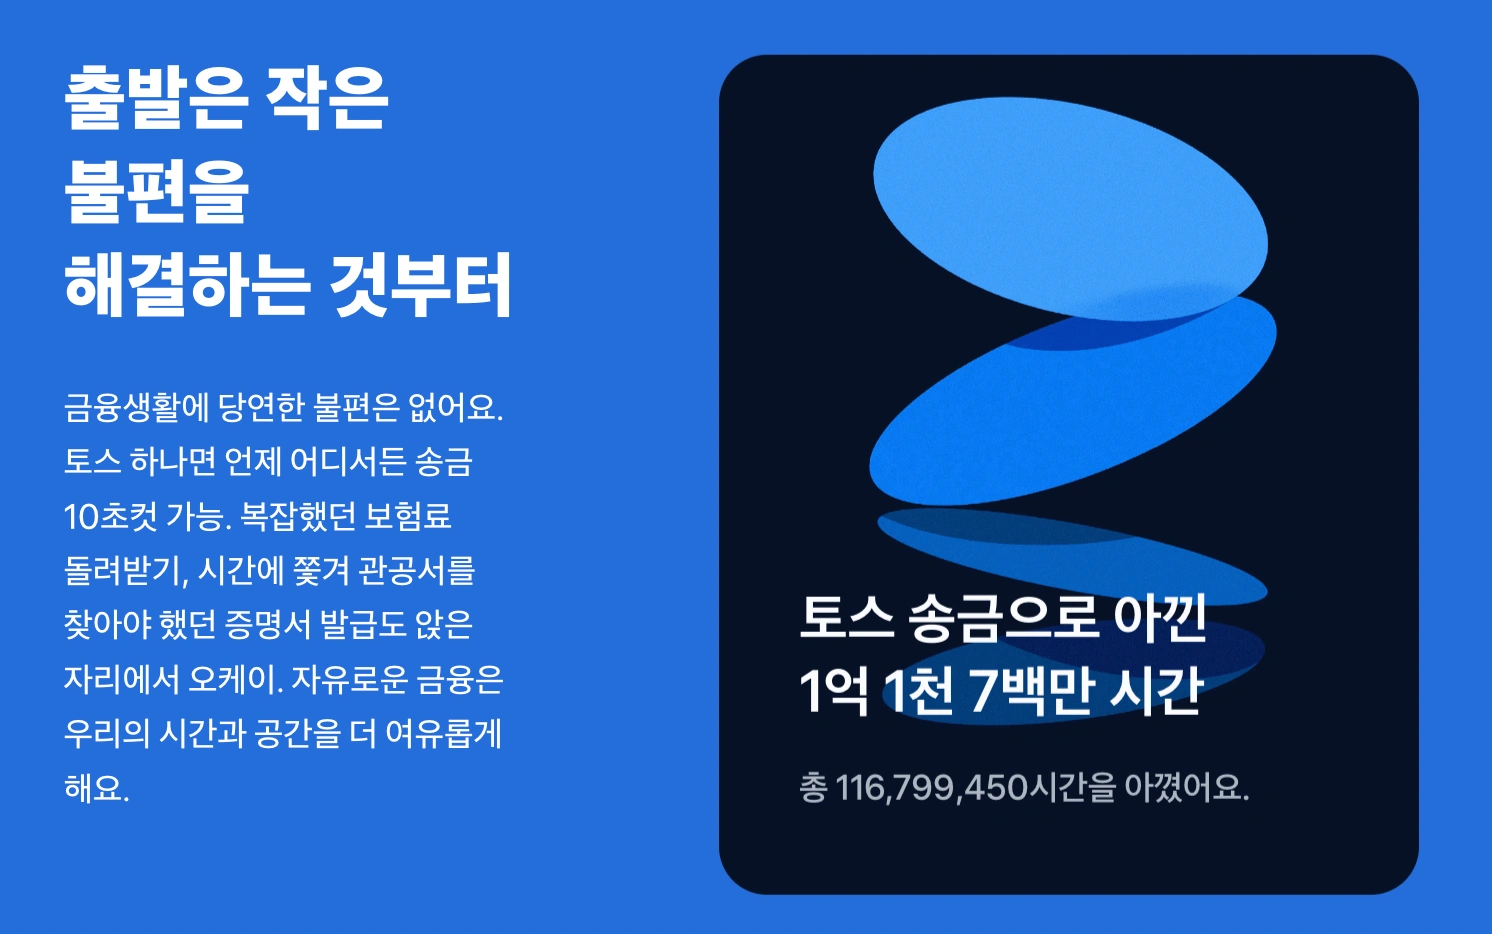 출발은 작은
불편을
해결하는 것부터
금융생활에 당연한 불편은 없어요.
토스 하나면 언제 어디서든 송금
10초컷 가능. 복잡했던 보험료
돌려받기, 시간에 쫓겨 관공서를
찾아야 했던 증명서 발급도 앉은
자리에서 오케이. 자유로운 금융은
우리의 시간과 공간을 더 여유롭게
해요.
토스 송금으로 아낀
1억 1천 7백만 시간
총 116,799,450시간을 아꼈어요.